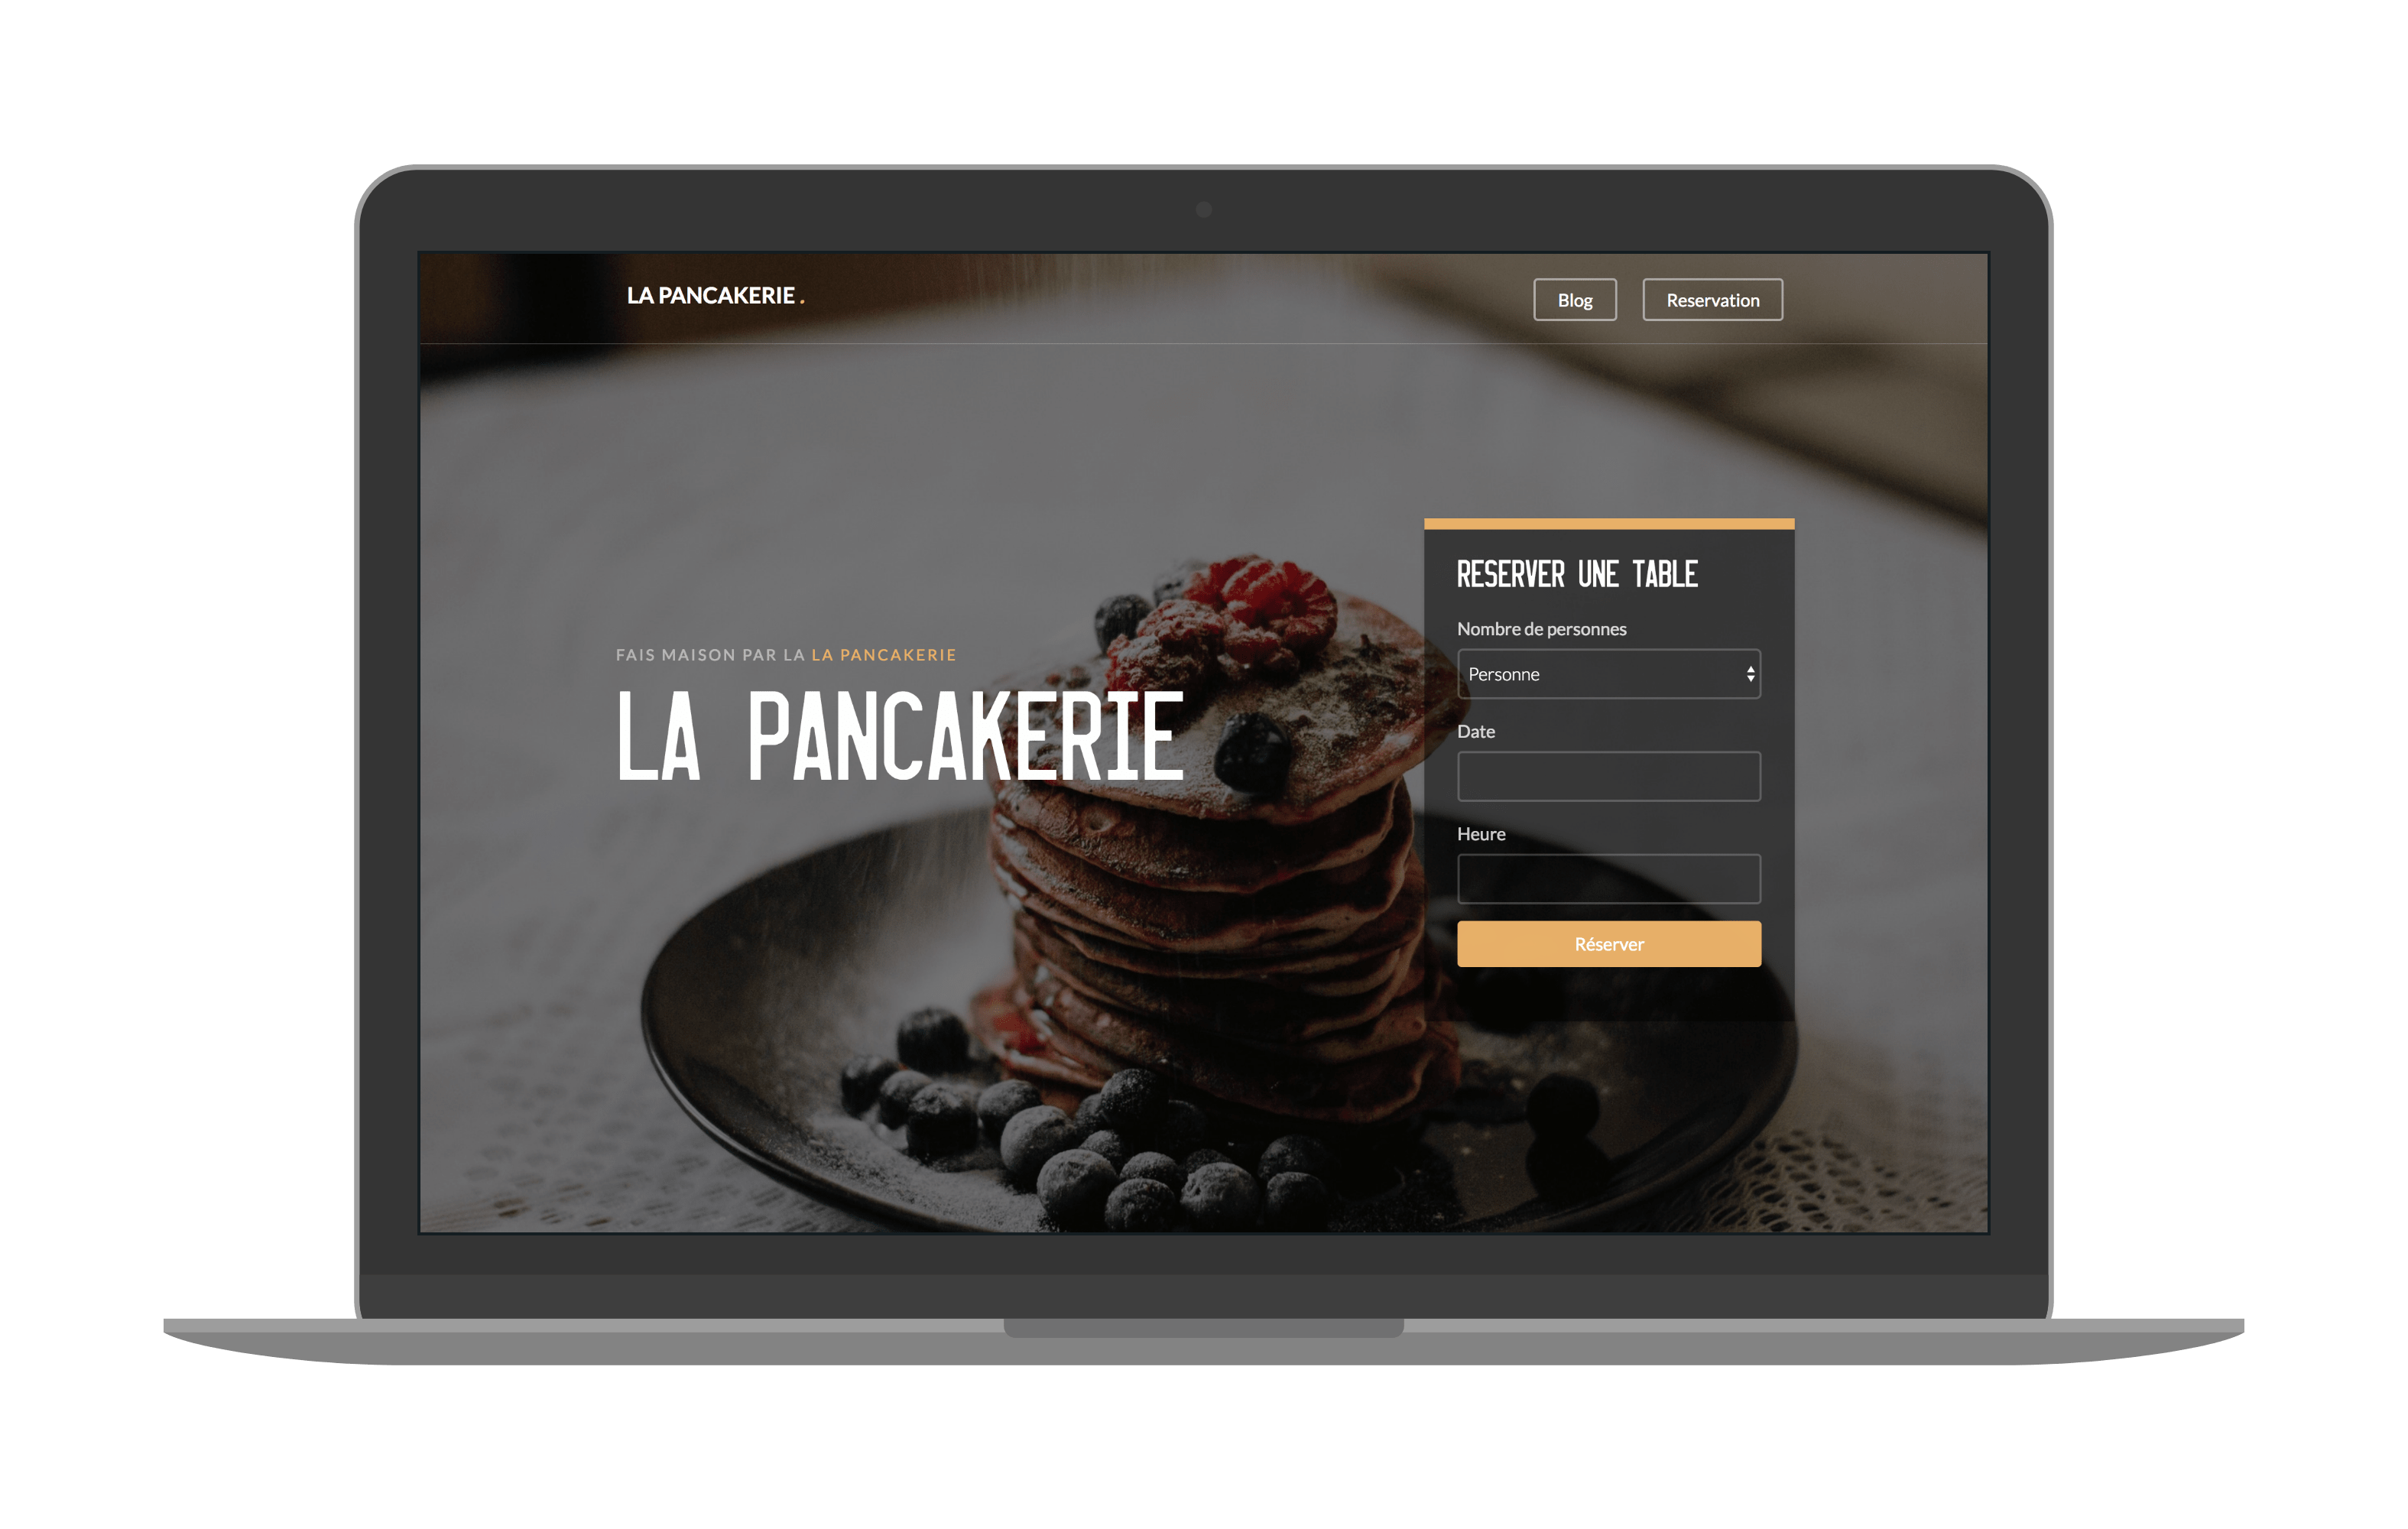 LA PANCAKERIE .
Blog
Reservation
FAIS MAISON PAR LA LA PANCAKERIE
LA PANCAKERIE
RESERVER UNE TABLE
Nombre de personnes
Personne
Date
Heure
Réserver